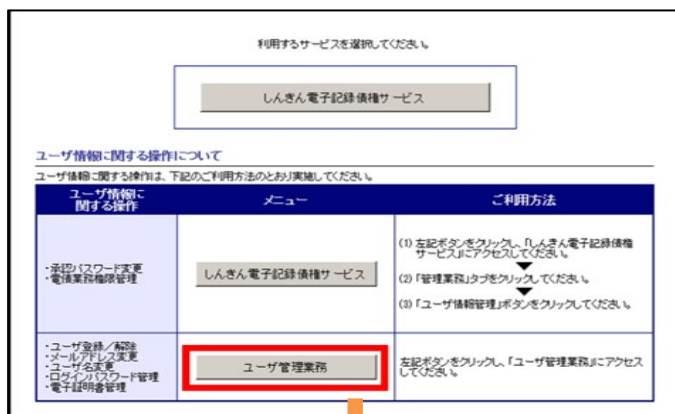 利用するサービスを選択してください。
しんきん電子記録債権サービス
ユーザ情報に関する操作について
ユーザ情報に関する操作は、下記のご利用方法のとおり実施してください。
ユーザ情報に
関する操作
メニュー
ご利用方法
・承認パスワード変更
・電債業務権限管理
しんきん電子記録債権サービス
(1) 左記ボタンをクリックし、「しんきん電子記録債権
サービス」にアクセスしてください。
(2)「管理業務」タブをクリックしてください。
(3)「ユーザ情報管理」ボタンをクリックしてください。
・ユーザ登録/解除
・メールアドレス変更
・ユーザ名変更
・ログインパスワード管理
・電子証明書管理
ユーザ管理業務
左記ボタンをクリックし、「ユーザ管理業務」にアクセス
してください。